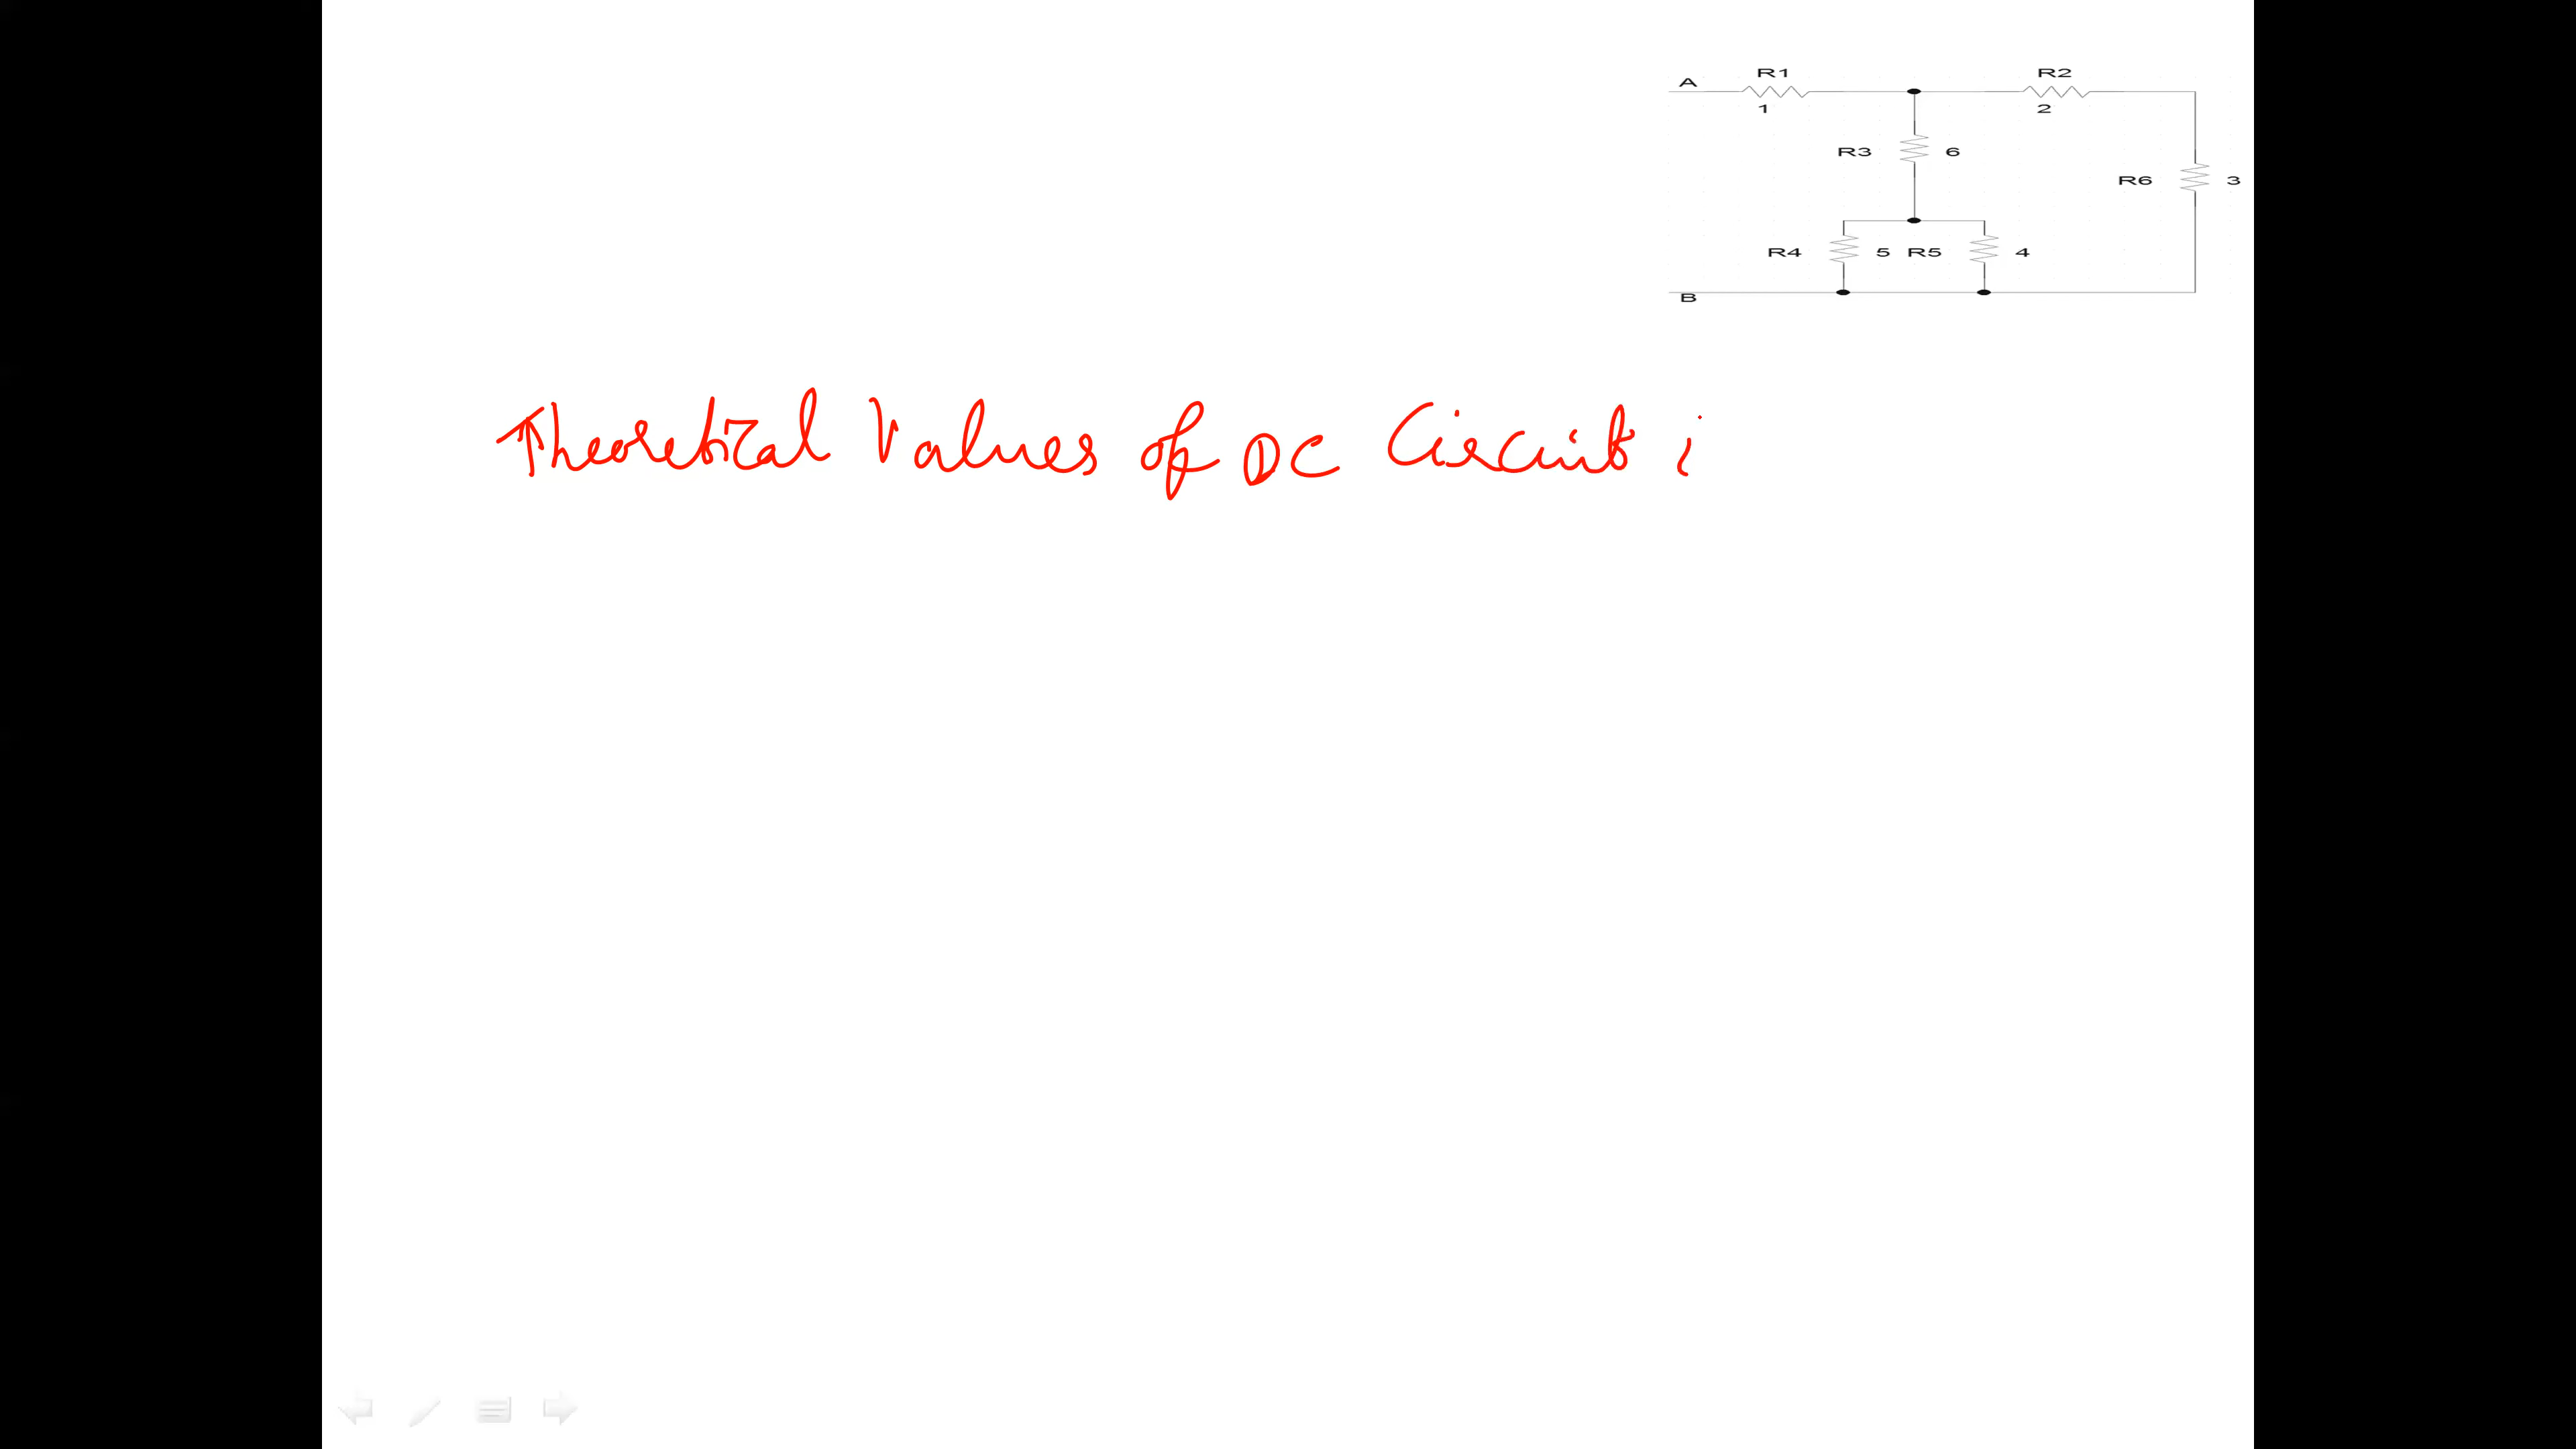 A R1 R2
1 2
R3 6
R6 3
R4 5 R5 4
B
Theoretical Values of DC Circuit i